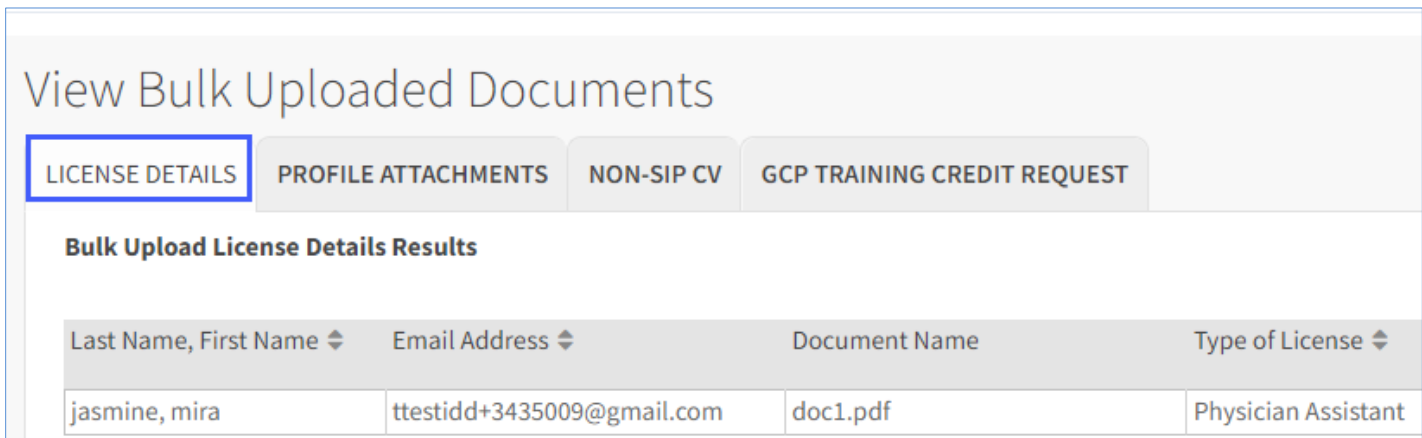 View Bulk Uploaded Documents
LICENSE DETAILS PROFILE ATTACHMENTS NON-SIP CV GCP TRAINING CREDIT REQUEST
Bulk Upload License Details Results
Last Name, First Name Email Address Document Name Type of License
jasmine, mira ttestidd+3435009@gmail.com doc1.pdf Physician Assistant